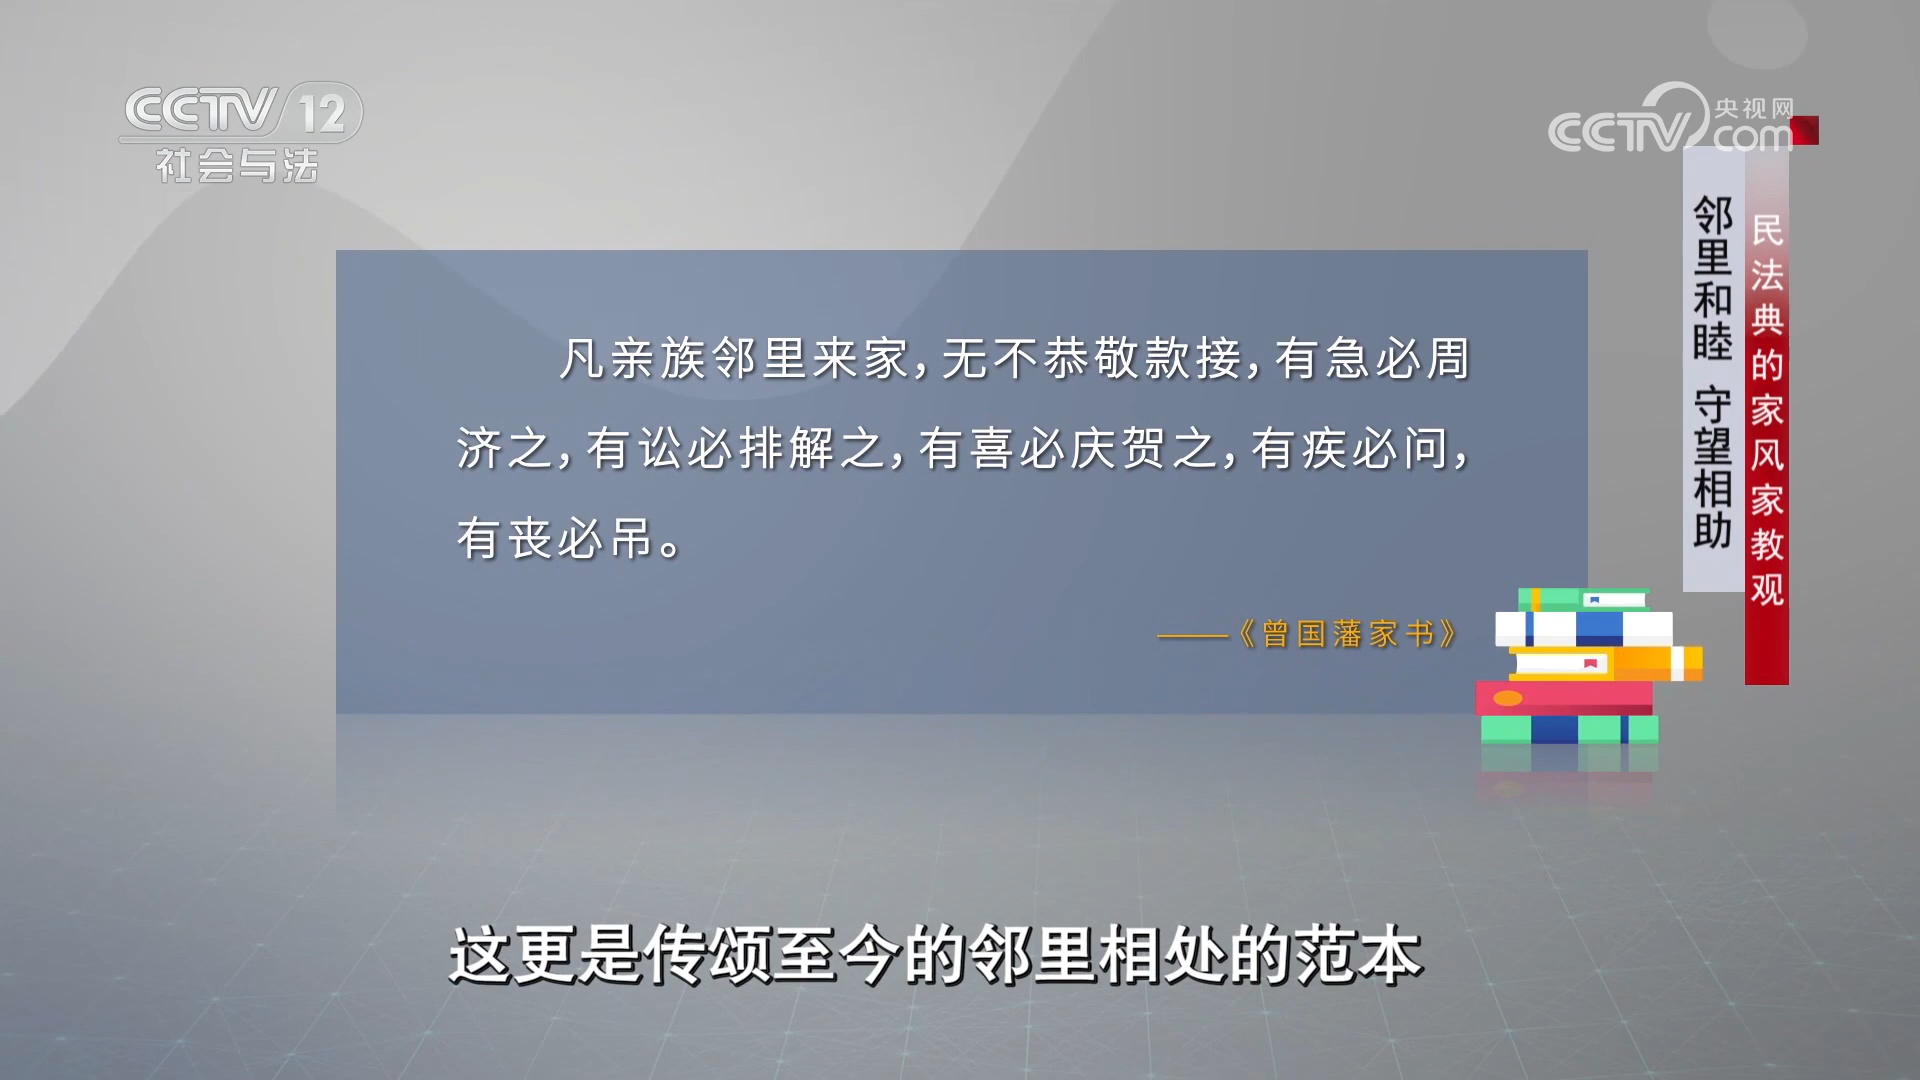 CCTV 12
社会与法
央视网
CCTV com
民法典的家风家教观
邻里和睦 守望相助
凡亲族邻里来家，无不恭敬款接，有急必周
济之，有讼必排解之，有喜必庆贺之，有疾必问，
有丧必吊。
——《曾国藩家书》
这更是传颂至今的邻里相处的范本